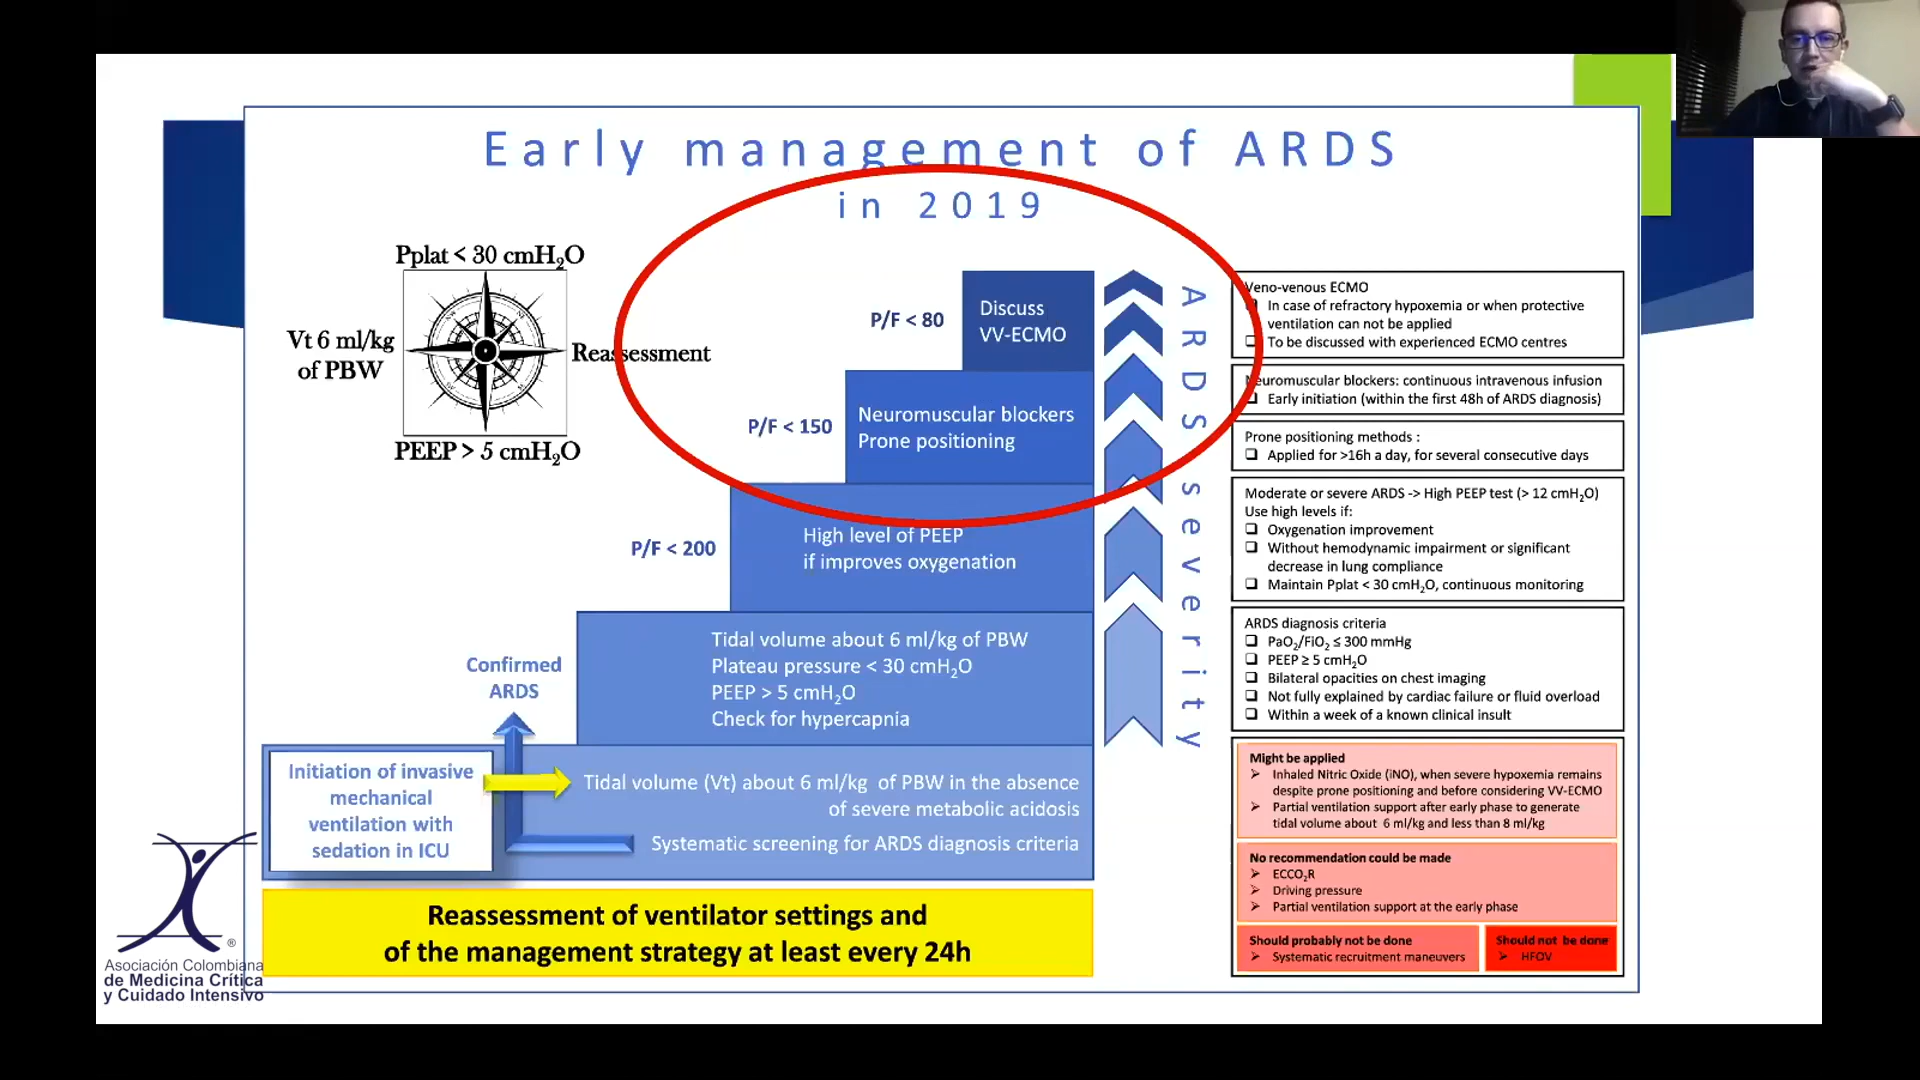 Early management of ARDS
in 2019
Pplat < 30 cmH₂O
Vt 6 ml/kg
of PBW
Reassessment
PEEP > 5 cmH₂O
P/F < 80
Discuss
VV-ECMO
P/F < 150
Neuromuscular blockers
Prone positioning
P/F < 200
High level of PEEP
if improves oxygenation
Confirmed
ARDS
Tidal volume about 6 ml/kg of PBW
Plateau pressure < 30 cmH₂O
PEEP > 5 cmH₂O
Check for hypercapnia
Initiation of invasive
mechanical
ventilation with
sedation in ICU
Tidal volume (Vt) about 6 ml/kg of PBW in the absence
of severe metabolic acidosis
Systematic screening for ARDS diagnosis criteria
Reassessment of ventilator settings and
of the management strategy at least every 24h
ARDS severity
Veno-venous ECMO
❑ In case of refractory hypoxemia or when protective
ventilation can not be applied
❑ To be discussed with experienced ECMO centres
Neuromuscular blockers: continuous intravenous infusion
❑ Early initiation (within the first 48h of ARDS diagnosis)
Prone positioning methods :
❑ Applied for >16h a day, for several consecutive days
Moderate or severe ARDS -> High PEEP test (> 12 cmH₂O)
Use high levels if:
❑ Oxygenation improvement
❑ Without hemodynamic impairment or significant
decrease in lung compliance
❑ Maintain Pplat < 30 cmH₂O, continuous monitoring
ARDS diagnosis criteria
❑ PaO₂/FiO₂ ≤ 300 mmHg
❑ PEEP ≥ 5 cmH₂O
❑ Bilateral opacities on chest imaging
❑ Not fully explained by cardiac failure or fluid overload
❑ Within a week of a known clinical insult
Might be applied
➢ Inhaled Nitric Oxide (iNO), when severe hypoxemia remains
despite prone positioning and before considering VV-ECMO
➢ Partial ventilation support after early phase to generate
tidal volume about 6 ml/kg and less than 8 ml/kg
No recommendation could be made
➢ ECCO₂R
➢ Driving pressure
➢ Partial ventilation support at the early phase
Should probably not be done
➢ Systematic recruitment maneuvers
Should not be done
➢ HFOV
®
Asociación Colombiana
de Medicina Crítica
y Cuidado Intensivo